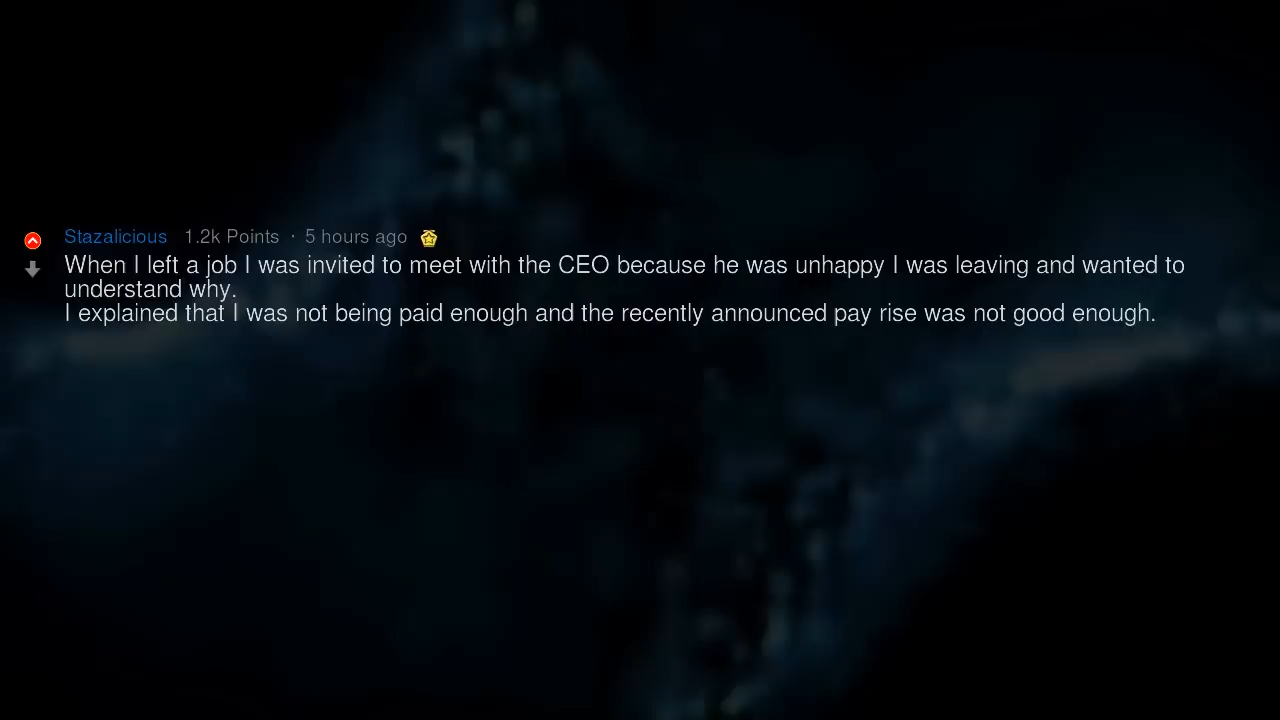 Stazalicious 1.2k Points · 5 hours ago
When I left a job I was invited to meet with the CEO because he was unhappy I was leaving and wanted to
understand why.
I explained that I was not being paid enough and the recently announced pay rise was not good enough.